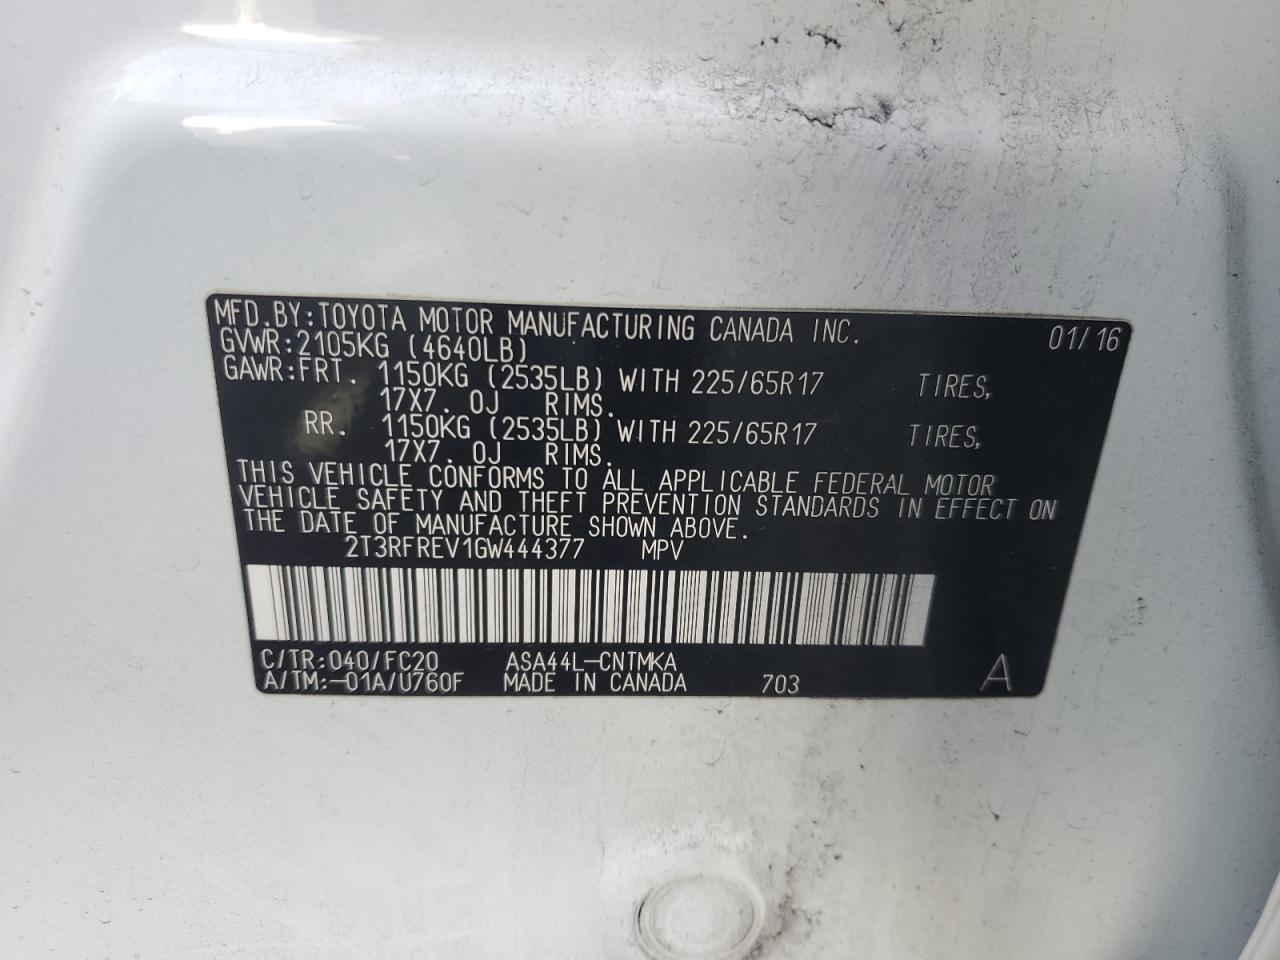 MFD.BY:TOYOTA MOTOR MANUFACTURING CANADA INC. 01/16
GVWR:2105KG (4640LB)
GAWR:FRT. 1150KG (2535LB) WITH 225/65R17 TIRES,
17X7.0J RIMS.
RR. 1150KG (2535LB) WITH 225/65R17 TIRES,
17X7.0J RIMS.
THIS VEHICLE CONFORMS TO ALL APPLICABLE FEDERAL MOTOR
VEHICLE SAFETY AND THEFT PREVENTION STANDARDS IN EFFECT ON
THE DATE OF MANUFACTURE SHOWN ABOVE.
2T3RFREV1GW444377 MPV
C/TR:040/FC20 ASA44L-CNTMKA
A/TM:-01A/U760F MADE IN CANADA 703 A